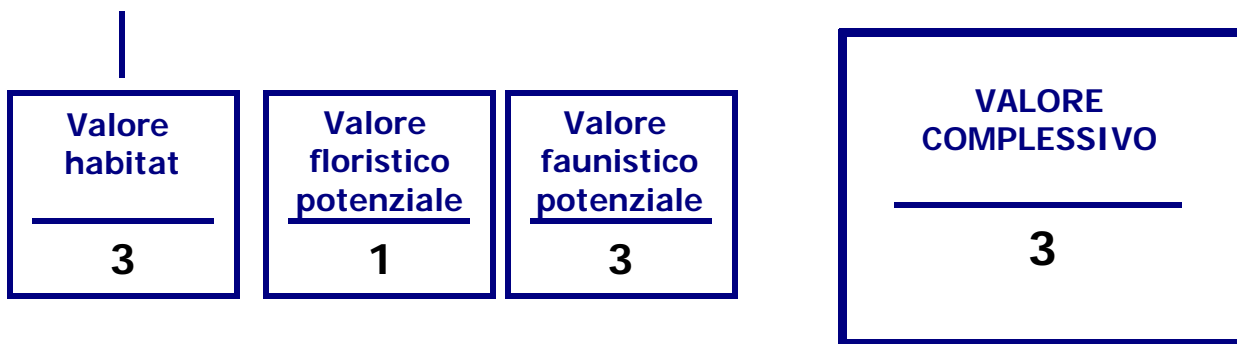 Valore
habitat
3
Valore
floristico
potenziale
1
Valore
faunistico
potenziale
3
VALORE
COMPLESSIVO
3